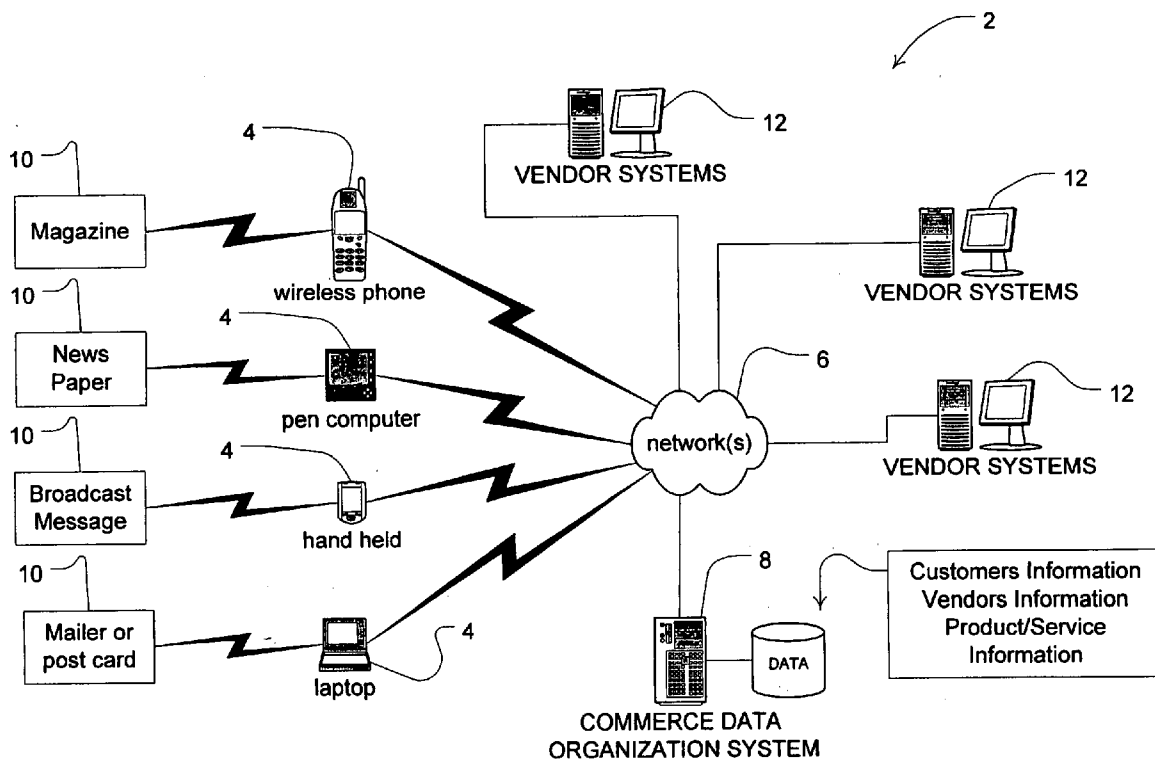 2
4
12
VENDOR SYSTEMS
10
Magazine
wireless phone
12
VENDOR SYSTEMS
10
News
Paper
4
pen computer
6
network(s)
12
VENDOR SYSTEMS
10
Broadcast
Message
4
hand held
10
Mailer or
post card
4
laptop
8
DATA
COMMERCE DATA
ORGANIZATION SYSTEM
Customers Information
Vendors Information
Product/Service
Information